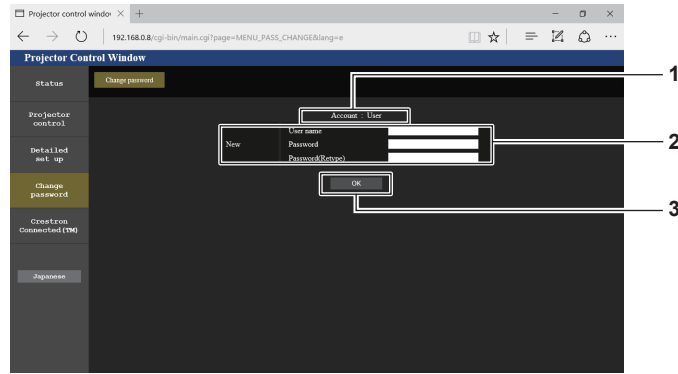 Projector control window
192.168.0.8/cgi-bin/main.cgi?page=MENU_PASS_CHANGE&lang=e
Projector Control Window
Status
Change password
1
Projector
control
Account : User
User name
New
Password
2
Password(Retype)
Detailed
set up
OK
Change
password
3
Crestron
Connected(TM)
Japanese